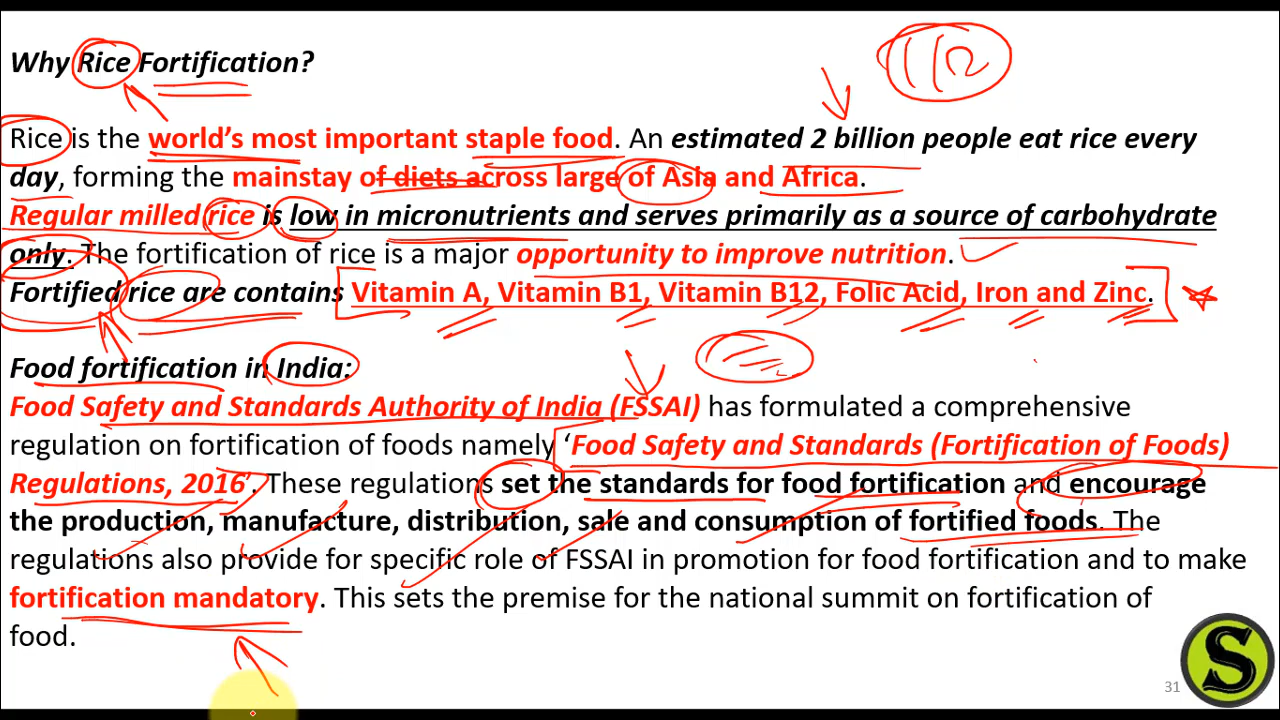 Why Rice Fortification?
Rice is the world's most important staple food. An estimated 2 billion people eat rice every
day, forming the mainstay of diets across large of Asia and Africa.
Regular milled rice is low in micronutrients and serves primarily as a source of carbohydrate
only. The fortification of rice is a major opportunity to improve nutrition.
Fortified rice are contains Vitamin A, Vitamin B1, Vitamin B12, Folic Acid, Iron and Zinc.
Food fortification in India:
Food Safety and Standards Authority of India (FSSAI) has formulated a comprehensive
regulation on fortification of foods namely ‘Food Safety and Standards (Fortification of Foods)
Regulations, 2016’. These regulations set the standards for food fortification and encourage
the production, manufacture, distribution, sale and consumption of fortified foods. The
regulations also provide for specific role of FSSAI in promotion for food fortification and to make
fortification mandatory. This sets the premise for the national summit on fortification of
food.
31
S